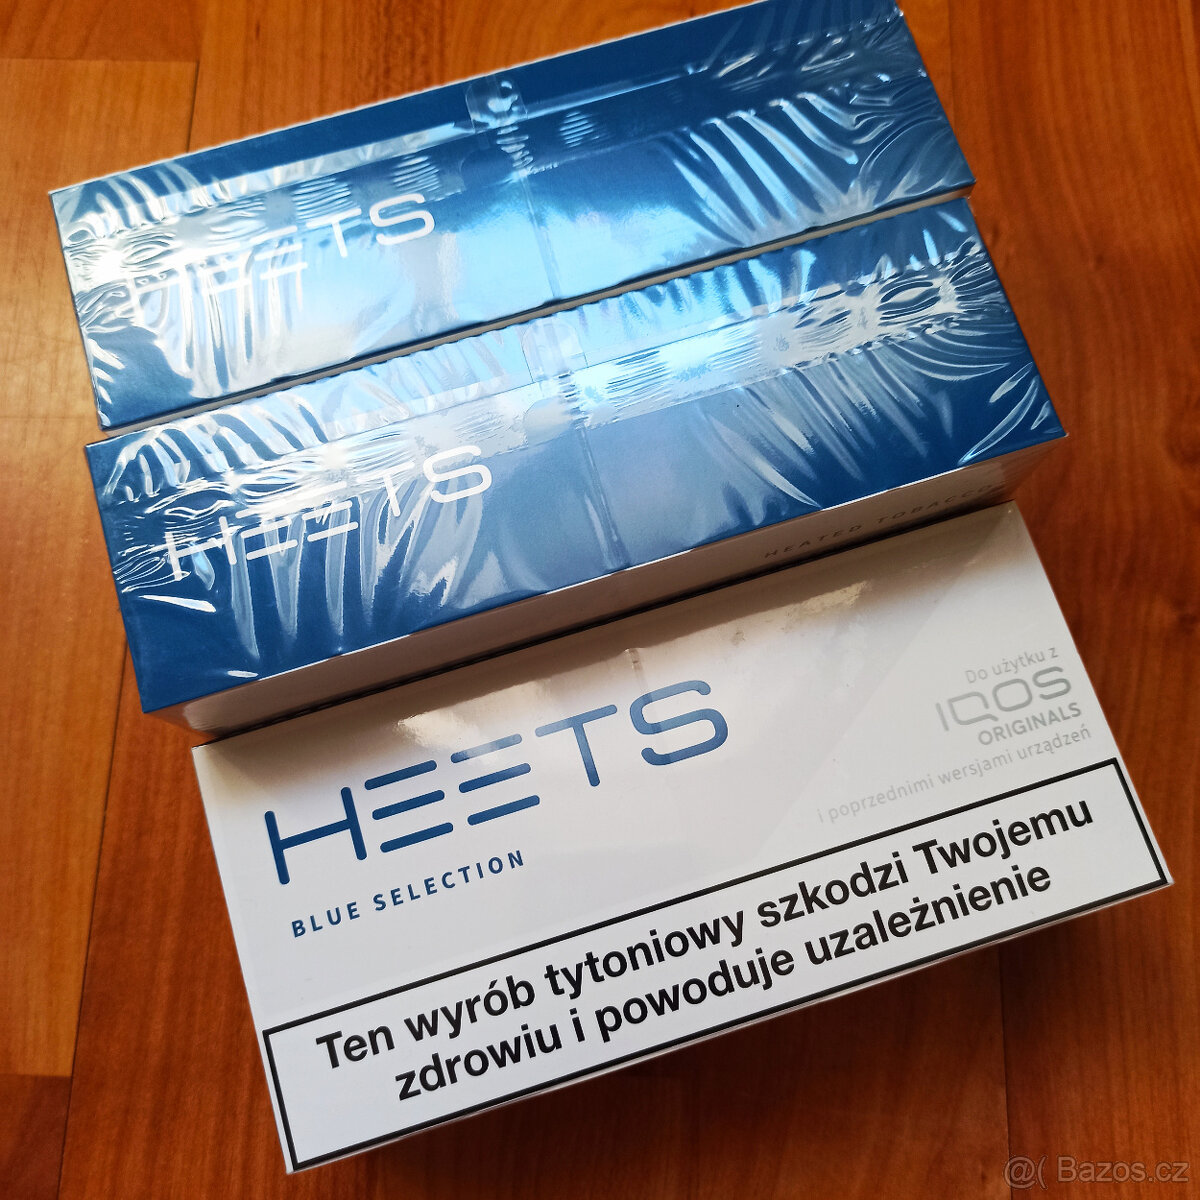 HEETS
HEETS
HEATED TOBACCO
HEETS
BLUE SELECTION
Do użytku z
IQOS
ORIGINALS
i poprzednimi wersjami urządzeń
Ten wyrób tytoniowy szkodzi Twojemu
zdrowiu i powoduje uzależnienie
@( Bazos.cz